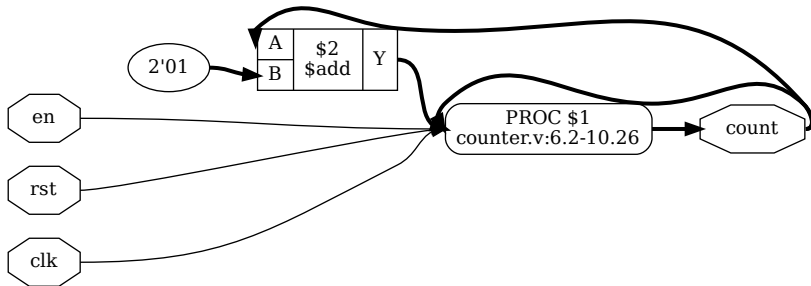 2'01
A
B
$2
$add
Y
en
rst
clk
PROC $1
counter.v:6.2-10.26
count